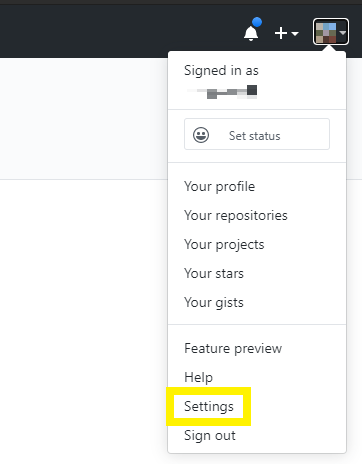 Signed in as
Set status
Your profile
Your repositories
Your projects
Your stars
Your gists
Feature preview
Help
Settings
Sign out